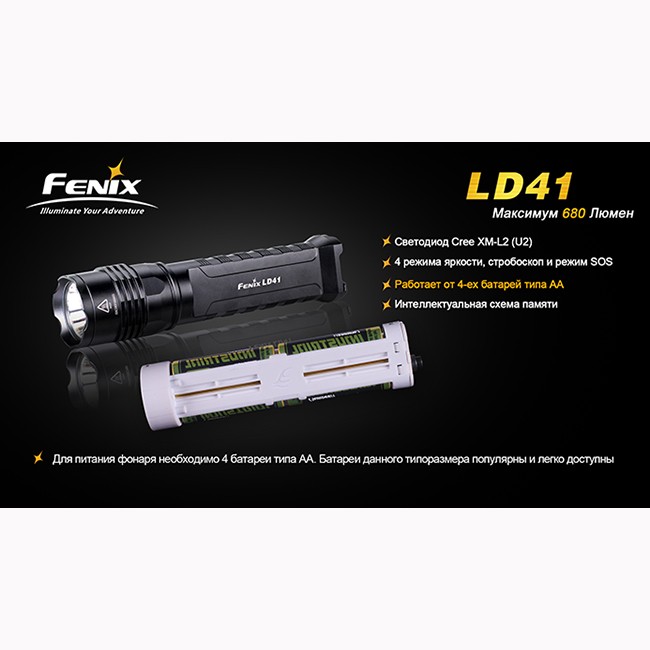 FENIX
Illuminate Your Adventure
LD41
Максимум 680 Люмен
Светодиод Cree XM-L2 (U2)
4 режима яркости, стробоскоп и режим SOS
Работает от 4-ех батарей типа АА
Интеллектуальная схема памяти
FENIX LD41
INDUSTRIAL
Для питания фонаря необходимо 4 батареи типа АА. Батареи данного типоразмера популярны и легко доступны